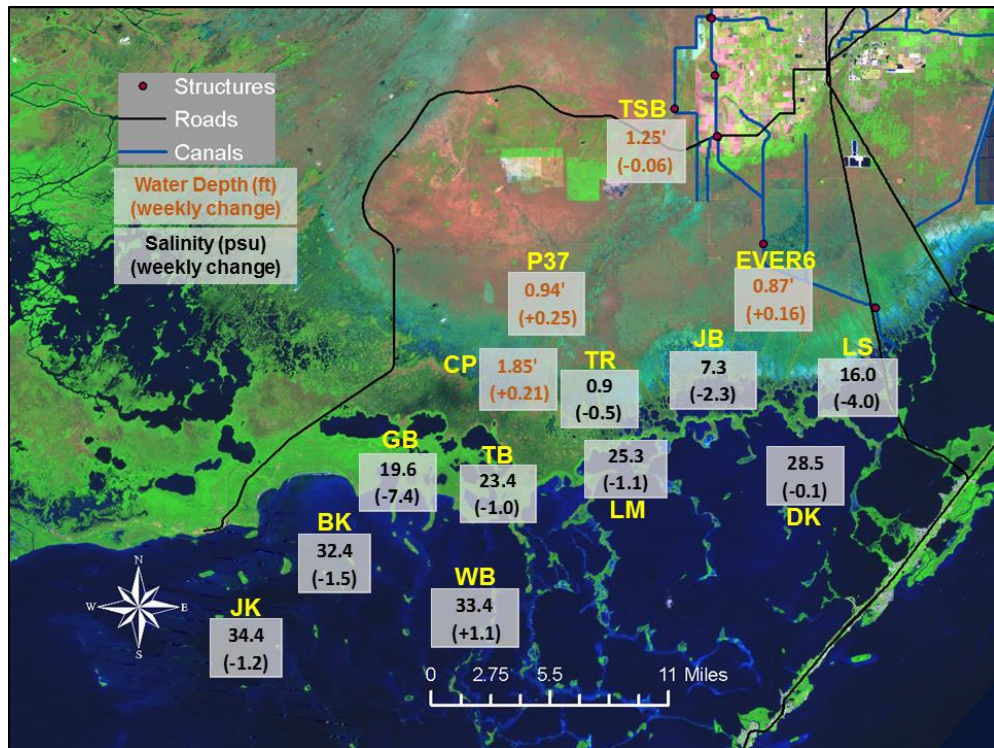 Structures
Roads
Canals
Water Depth (ft)
(weekly change)
Salinity (psu)
(weekly change)
TSB
1.25'
(-0.06)
P37
0.94'
(+0.25)
EVER6
0.87'
(+0.16)
CP
1.85'
(+0.21)
TR
0.9
(-0.5)
JB
7.3
(-2.3)
LS
16.0
(-4.0)
GB
19.6
(-7.4)
TB
23.4
(-1.0)
25.3
(-1.1)
LM
28.5
(-0.1)
DK
BK
32.4
(-1.5)
WB
33.4
(+1.1)
JK
34.4
(-1.2)
N
W E
S
0 2.75 5.5 11 Miles